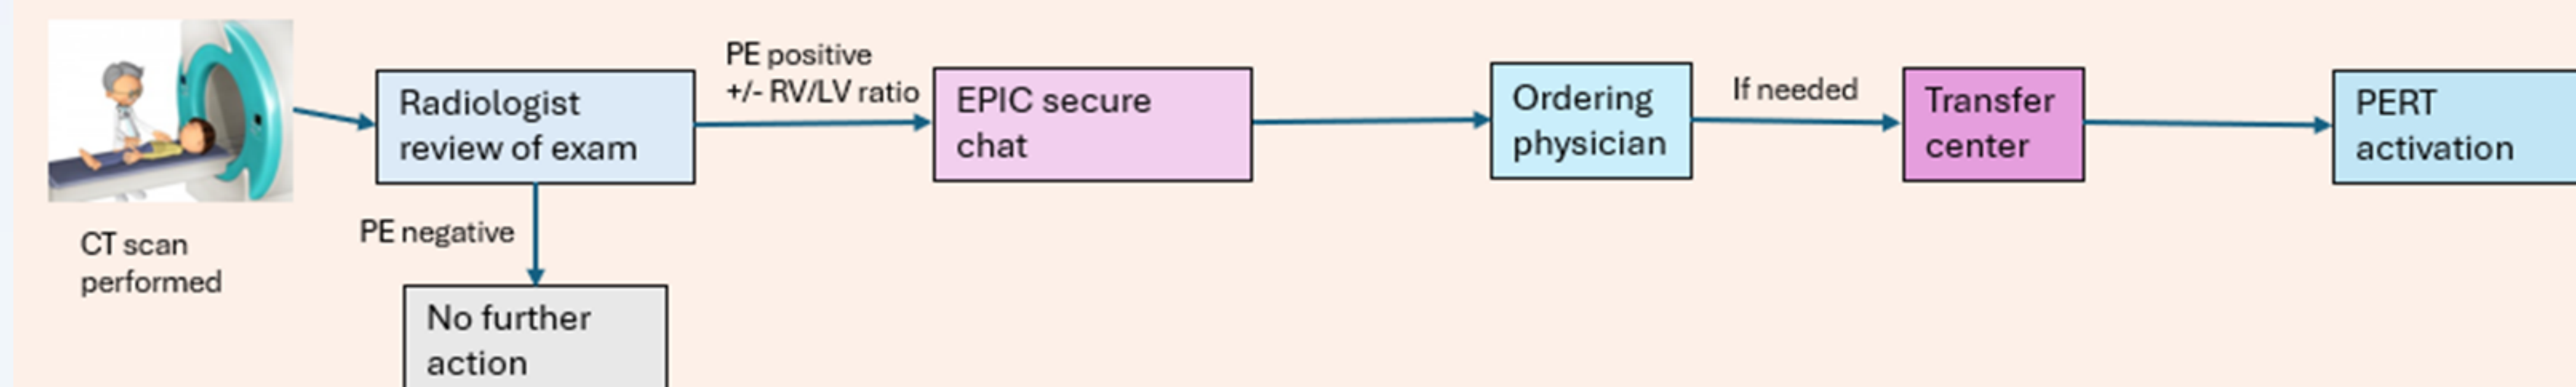 CT scan
performed
Radiologist
review of exam
PE negative
No further
action
PE positive
+/- RV/LV ratio
EPIC secure
chat
Ordering
physician
If needed
Transfer
center
PERT
activation